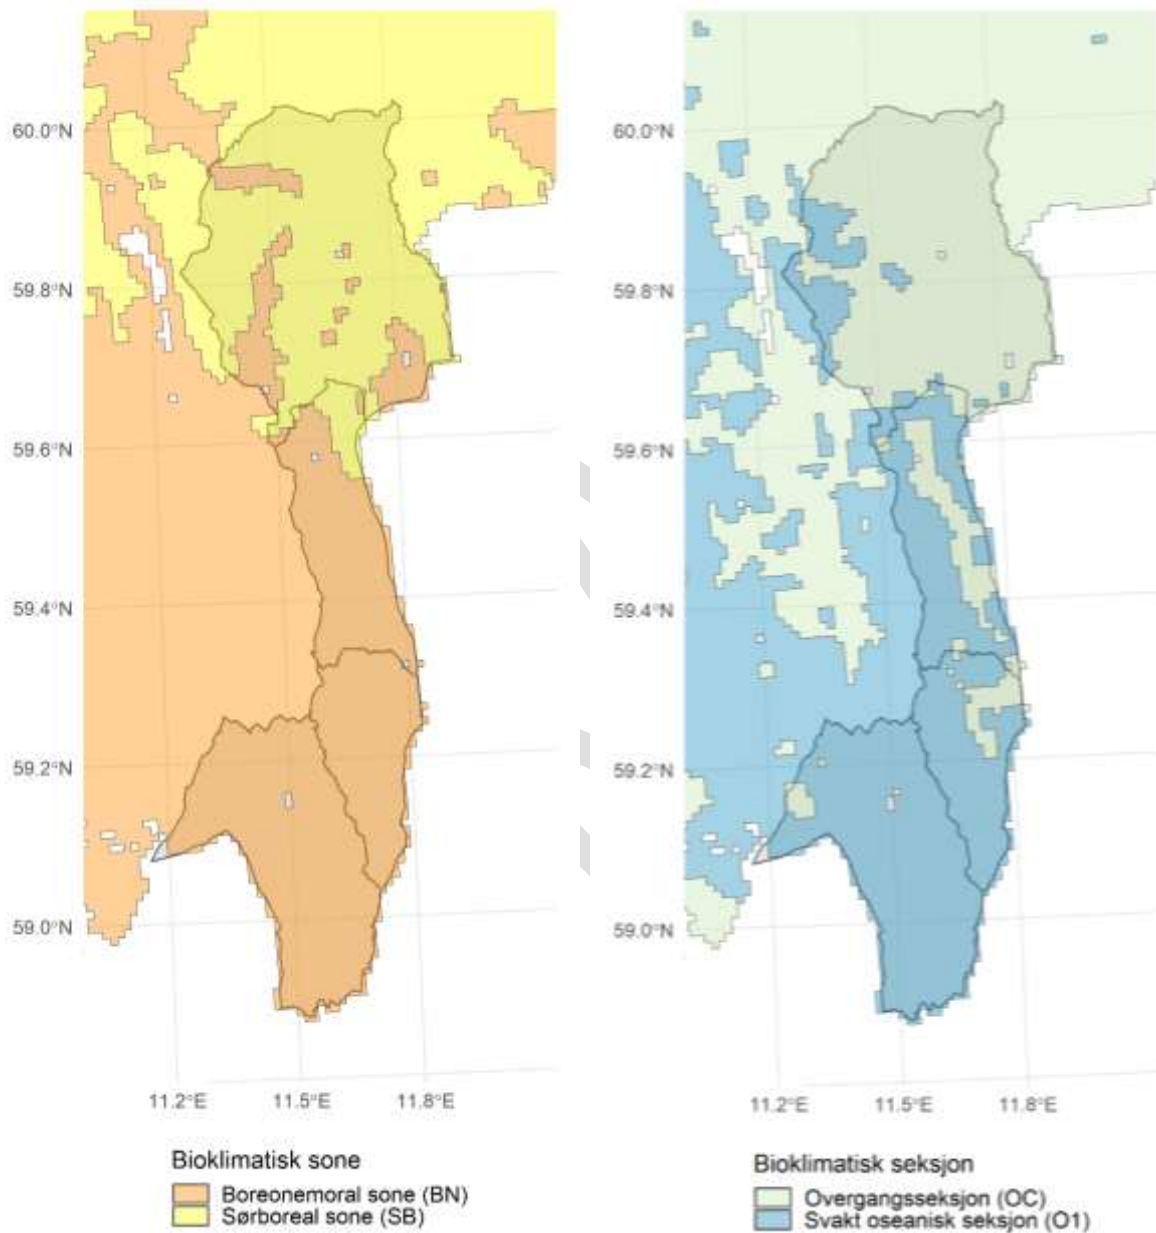 60.0°N
59.8°N
59.6°N
59.4°N
59.2°N
59.0°N
11.2°E 11.5°E 11.8°E
Bioklimatisk sone
Boreonemoral sone (BN)
Sørboreal sone (SB)
60.0°N
59.8°N
59.6°N
59.4°N
59.2°N
59.0°N
11.2°E 11.5°E 11.8°E
Bioklimatisk seksjon
Overgangsseksjon (OC)
Svakt oseanisk seksjon (O1)